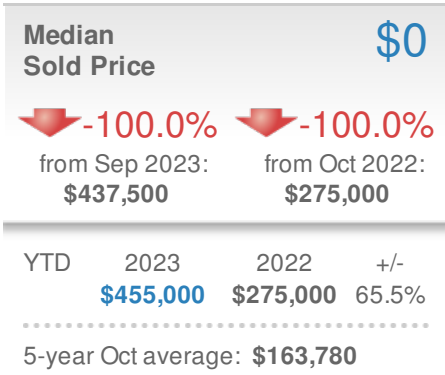 Median $0
Sold Price
-100.0% -100.0%
from Sep 2023: from Oct 2022:
$437,500 $275,000
YTD 2023 2022 +/-
$455,000 $275,000 65.5%
5-year Oct average: $163,780